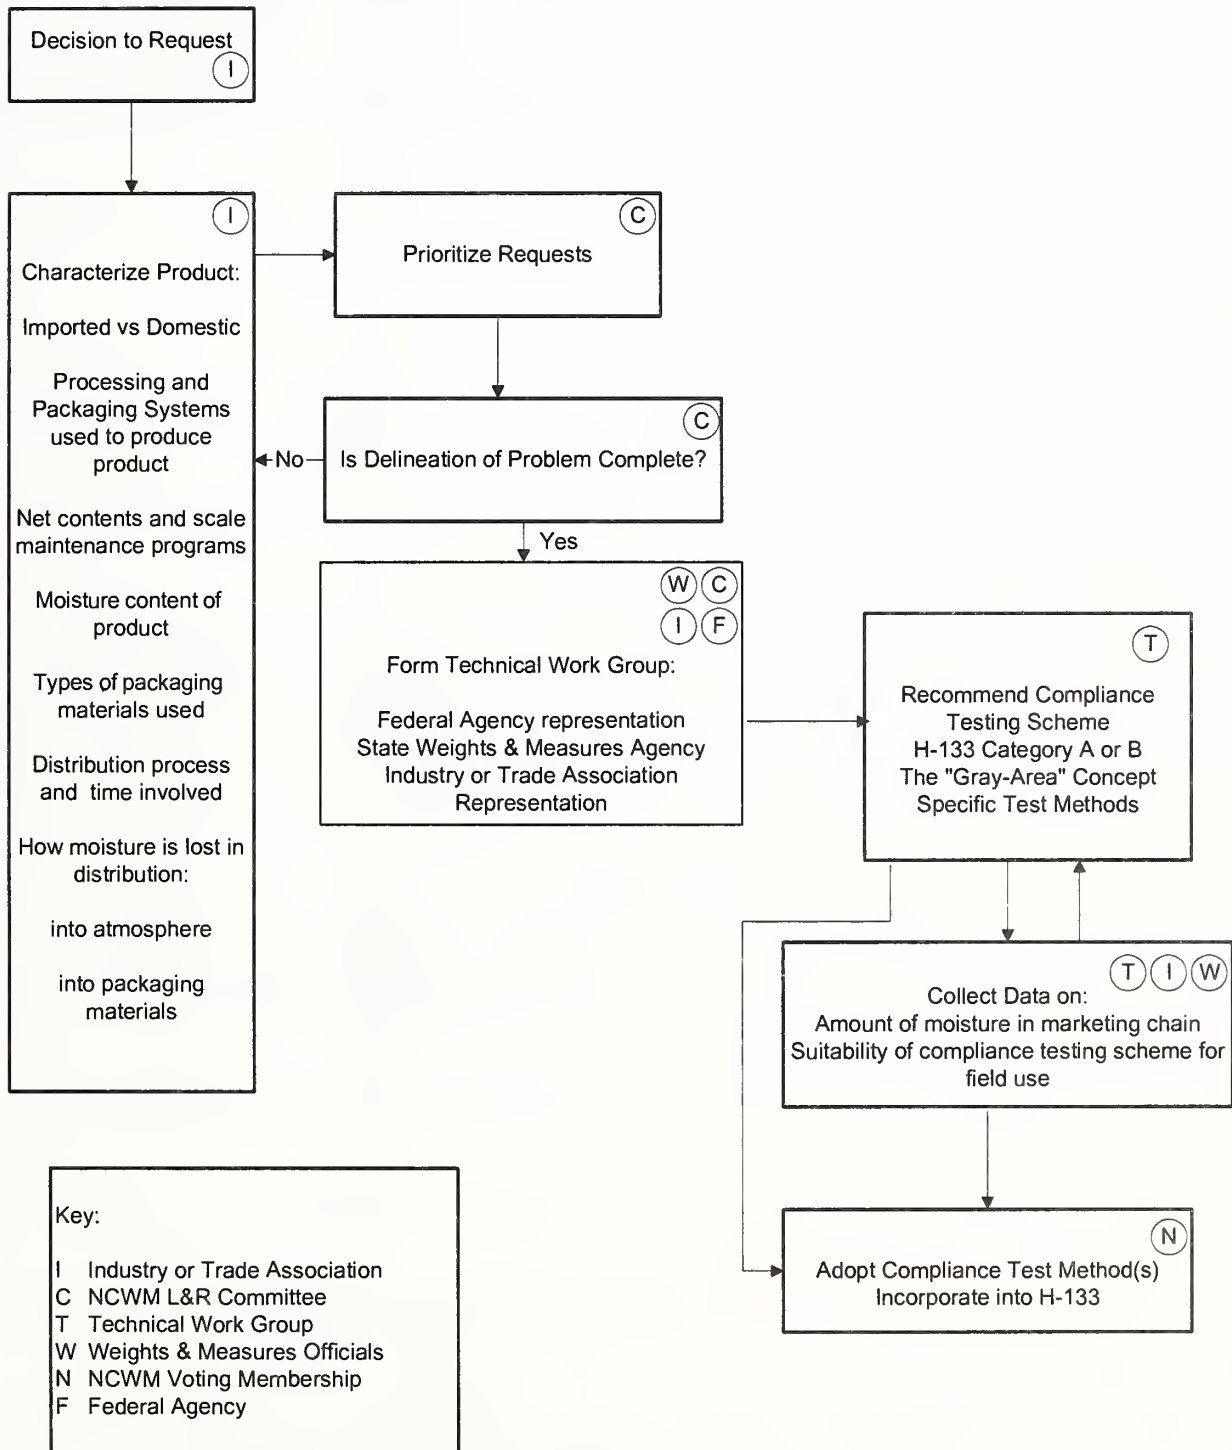 Decision to Request
I
I
Characterize Product:
Imported vs Domestic
Processing and
Packaging Systems
used to produce
product
Net contents and scale
maintenance programs
Moisture content of
product
Types of packaging
materials used
Distribution process
and time involved
How moisture is lost in
distribution:
into atmosphere
into packaging
materials
C
Prioritize Requests
C
Is Delineation of Problem Complete?
No
Yes
W C
I F
Form Technical Work Group:
Federal Agency representation
State Weights & Measures Agency
Industry or Trade Association
Representation
T
Recommend Compliance
Testing Scheme
H-133 Category A or B
The "Gray-Area" Concept
Specific Test Methods
T I W
Collect Data on:
Amount of moisture in marketing chain
Suitability of compliance testing scheme for
field use
N
Adopt Compliance Test Method(s)
Incorporate into H-133
Key:
I Industry or Trade Association
C NCWM L&R Committee
T Technical Work Group
W Weights & Measures Officials
N NCWM Voting Membership
F Federal Agency